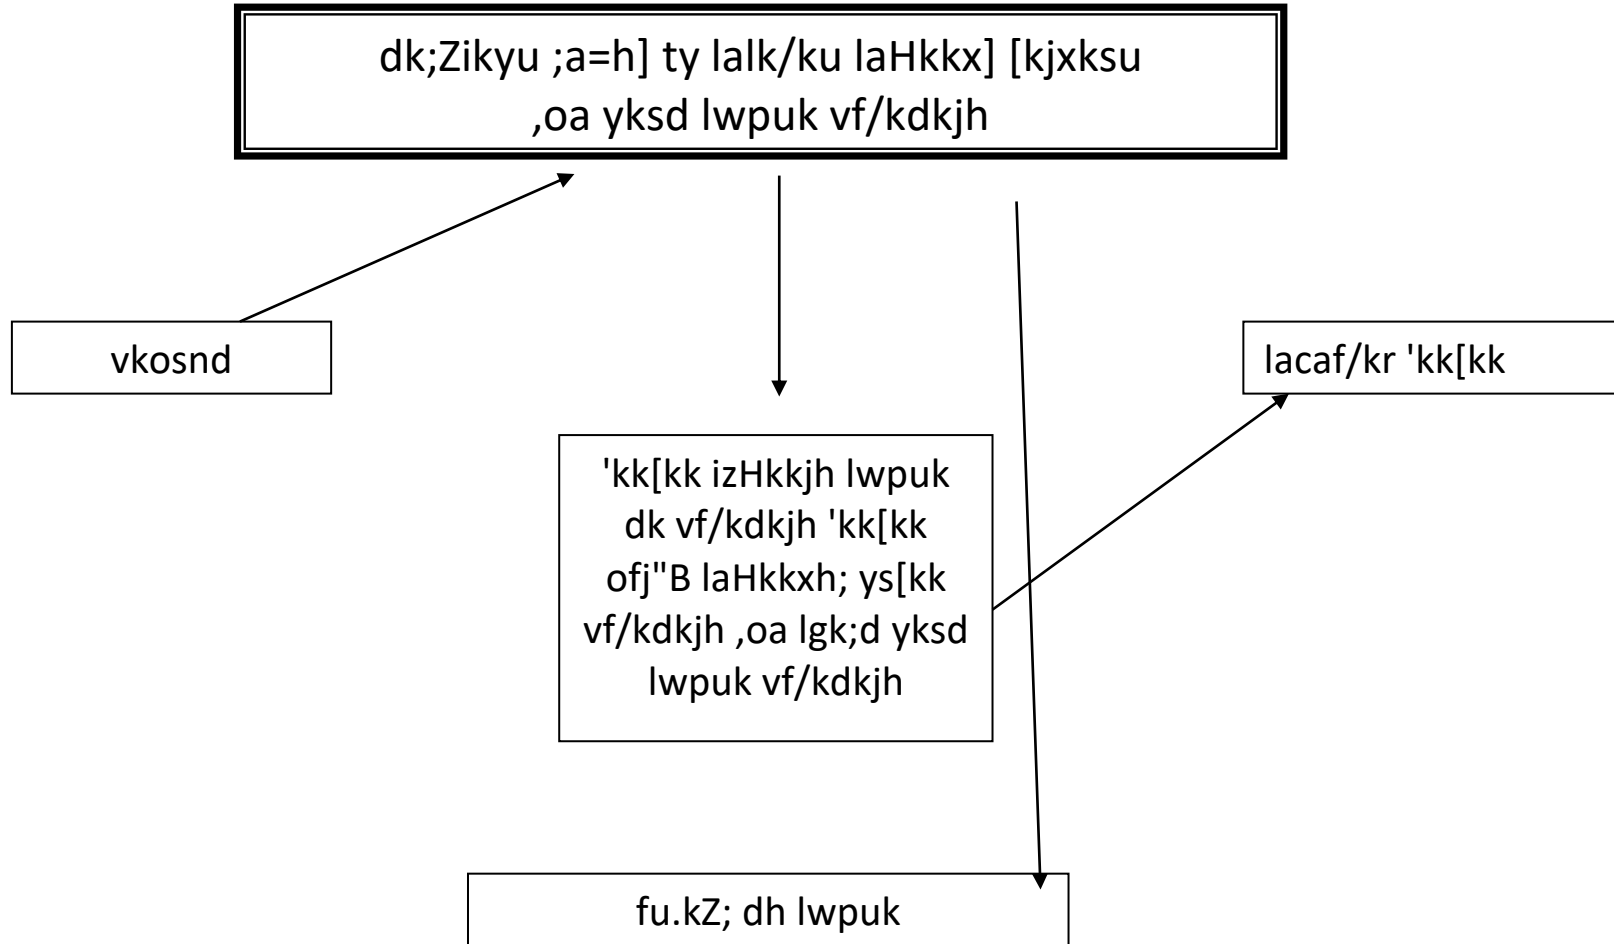 dk;Zikyu ;a=h] ty lalk/ku laHkkx] [kjxksu
,oa yksd lwpuk vf/kdkjh
vkosnd
lacaf/kr 'kk[kk
'kk[kk izHkkjh lwpuk
dk vf/kdkjh 'kk[kk
ofj"B laHkkxh; ys[kk
vf/kdkjh ,oa lgk;d yksd
lwpuk vf/kdkjh
fu.kZ; dh lwpuk